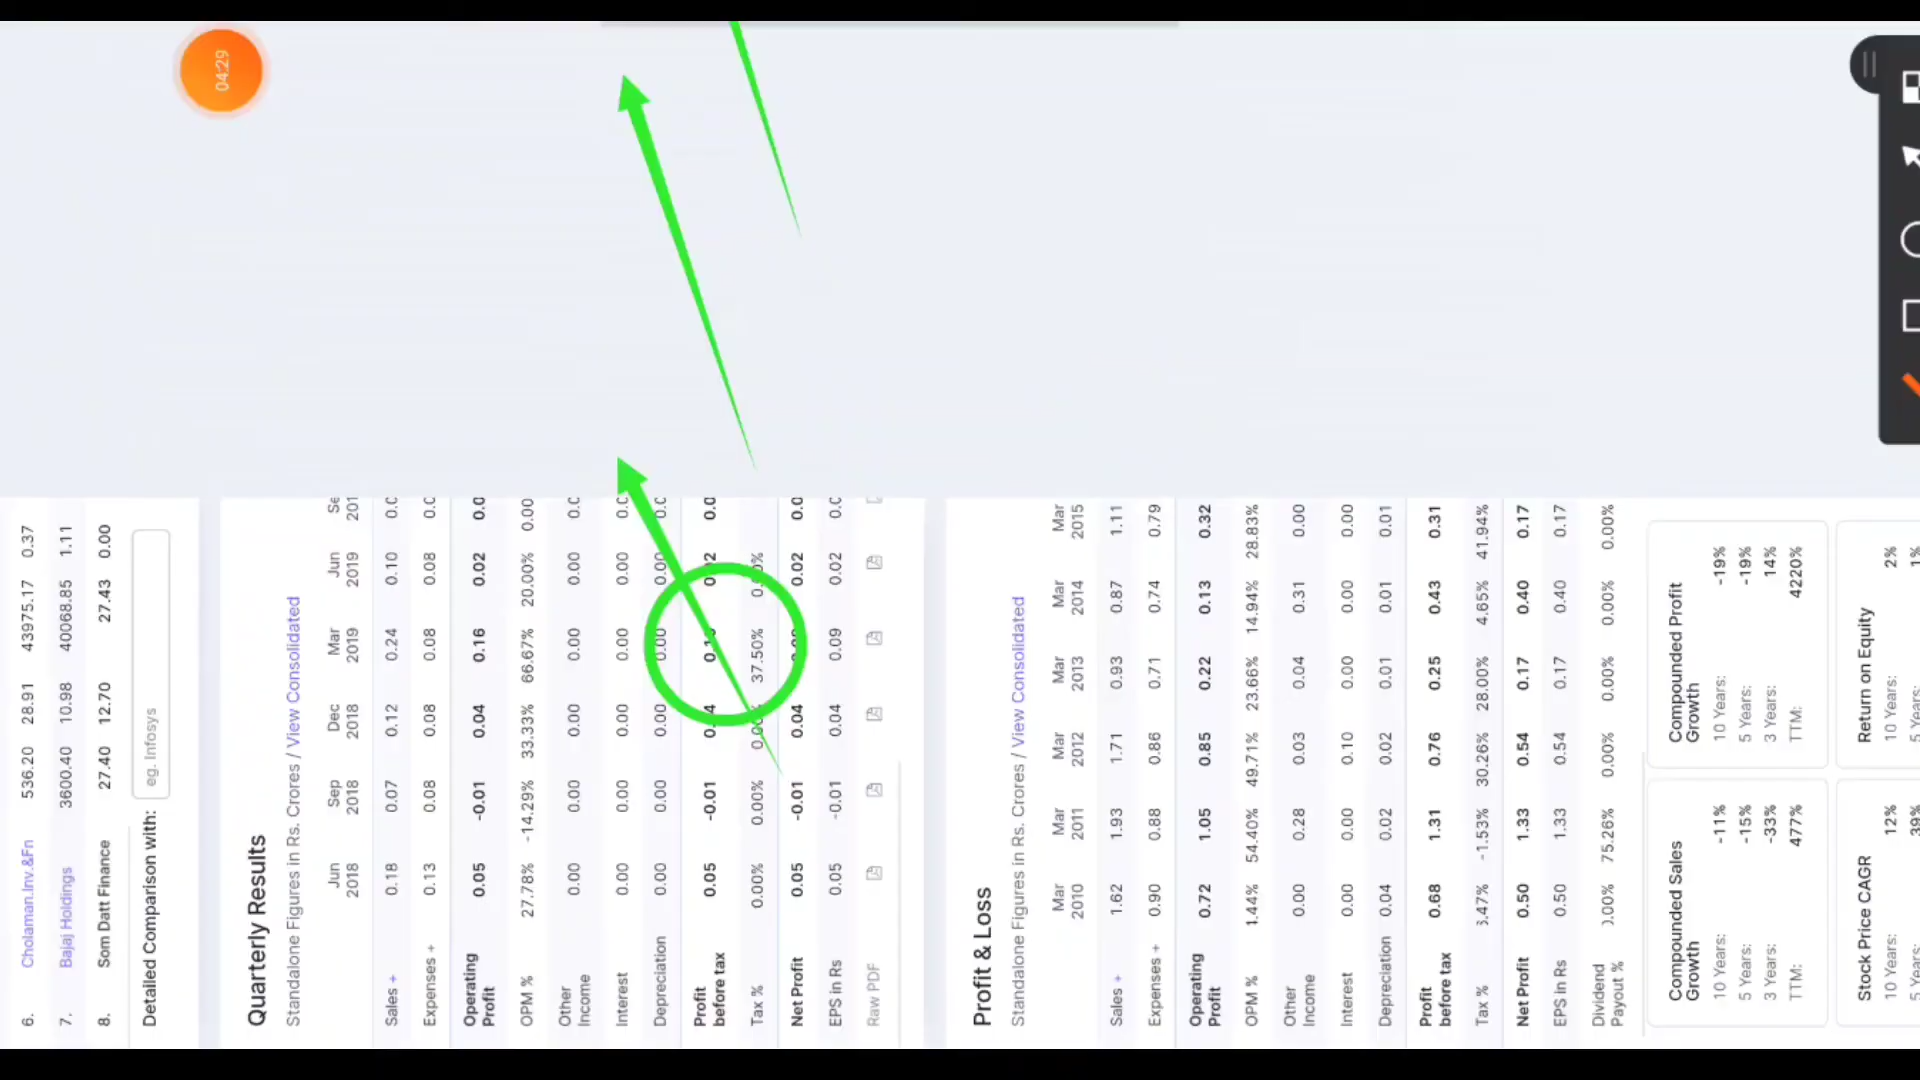 04:29
6. Cholaman.Inv.&Fn 536.20 28.91 43975.17 0.37
7. Bajaj Holdings 3600.40 10.98 40068.85 1.11
8. Som Datt Finance 27.40 12.70 27.43 0.00
Detailed Comparison with: eg. Infosys
Quarterly Results
Standalone Figures in Rs. Crores / View Consolidated
Jun 2018 Sep 2018 Dec 2018 Mar 2019 Jun 2019
Sales + 0.18 0.07 0.12 0.24 0.10
Expenses + 0.13 0.08 0.08 0.08 0.08
Operating Profit 0.05 -0.01 0.04 0.16 0.02
OPM % 27.78% -14.29% 33.33% 66.67% 20.00% 0.00
Other Income 0.00 0.00 0.00 0.00 0.00
Interest 0.00 0.00 0.00 0.00 0.00
Depreciation 0.00 0.00 0.00 0.00 0.00
Profit before tax 0.05 -0.01
Tax % 0.00% 0.00% 37.50%
Net Profit 0.05 -0.01 0.04 0.02
EPS in Rs 0.05 -0.01 0.04 0.09 0.02
Raw PDF
Profit & Loss
Standalone Figures in Rs. Crores / View Consolidated
Mar 2010 Mar 2011 Mar 2012 Mar 2013 Mar 2014 Mar 2015
Sales + 1.62 1.93 1.71 0.93 0.87 1.11
Expenses + 0.90 0.88 0.86 0.71 0.74 0.79
Operating Profit 0.72 1.05 0.85 0.22 0.13 0.32
OPM % 54.40% 49.71% 23.66% 14.94% 28.83%
Other Income 0.00 0.28 0.03 0.04 0.31 0.00
Interest 0.00 0.00 0.10 0.00 0.00 0.00
Depreciation 0.04 0.02 0.02 0.01 0.01 0.01
Profit before tax 0.68 1.31 0.76 0.25 0.43 0.31
Tax % -1.53% 30.26% 28.00% 4.65% 41.94%
Net Profit 0.50 1.33 0.54 0.17 0.40 0.17
EPS in Rs 0.50 1.33 0.54 0.17 0.40 0.17
Dividend Payout % 75.26% 0.00% 0.00% 0.00% 0.00%
Compounded Sales Growth
10 Years: -11%
5 Years: -15%
3 Years: -33%
TTM: 477%
Compounded Profit Growth
10 Years: -19%
5 Years: -19%
3 Years: 14%
TTM: 4220%
Stock Price CAGR
10 Years: 12%
5 Years: 39%
Return on Equity
10 Years: 2%
5 Years: 1%